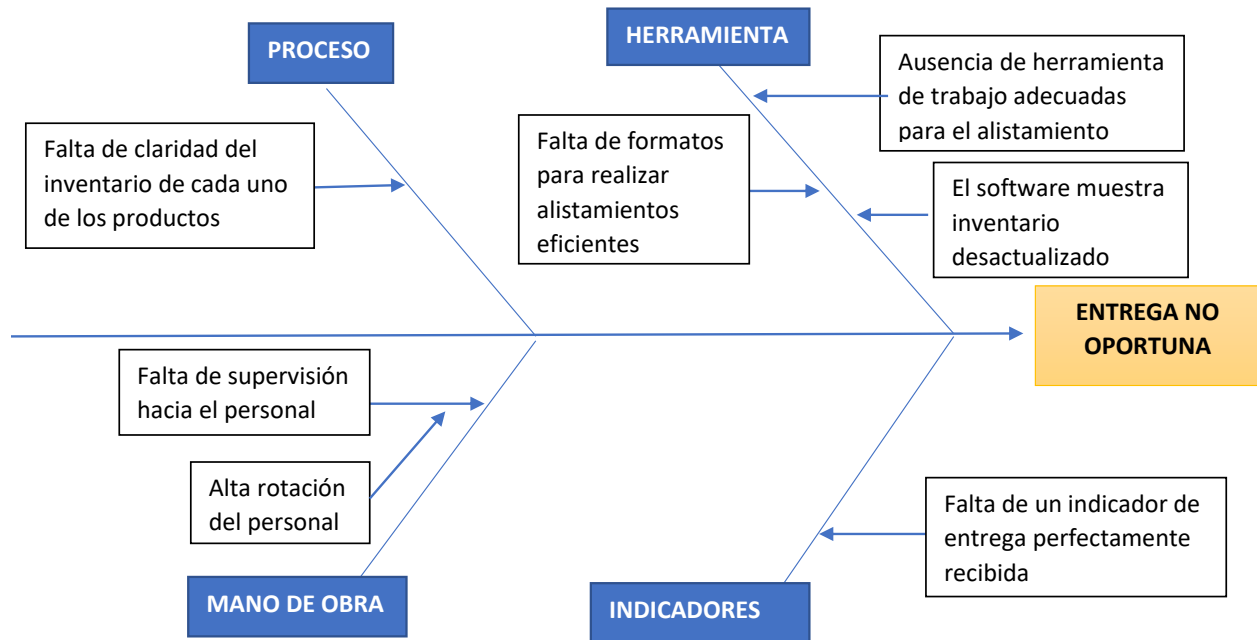 PROCESO
HERRAMIENTA
Ausencia de herramienta
de trabajo adecuadas
para el alistamiento
Falta de claridad del
inventario de cada uno
de los productos
Falta de formatos
para realizar
alistamientos
eficientes
El software muestra
inventario
desactualizado
ENTREGA NO
OPORTUNA
Falta de supervisión
hacia el personal
Alta rotación
del personal
Falta de un indicador de
entrega perfectamente
recibida
MANO DE OBRA
INDICADORES